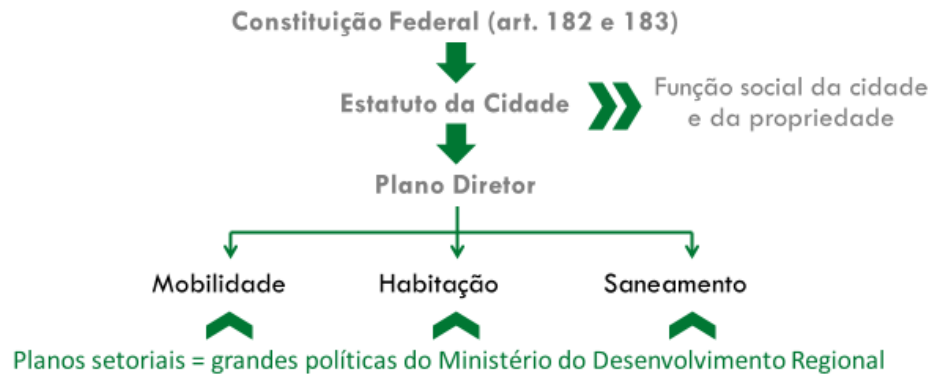 Constituição Federal (art. 182 e 183)
Estatuto da Cidade
Função social da cidade
e da propriedade
Plano Diretor
Mobilidade
Habitação
Saneamento
Planos setoriais = grandes políticas do Ministério do Desenvolvimento Regional